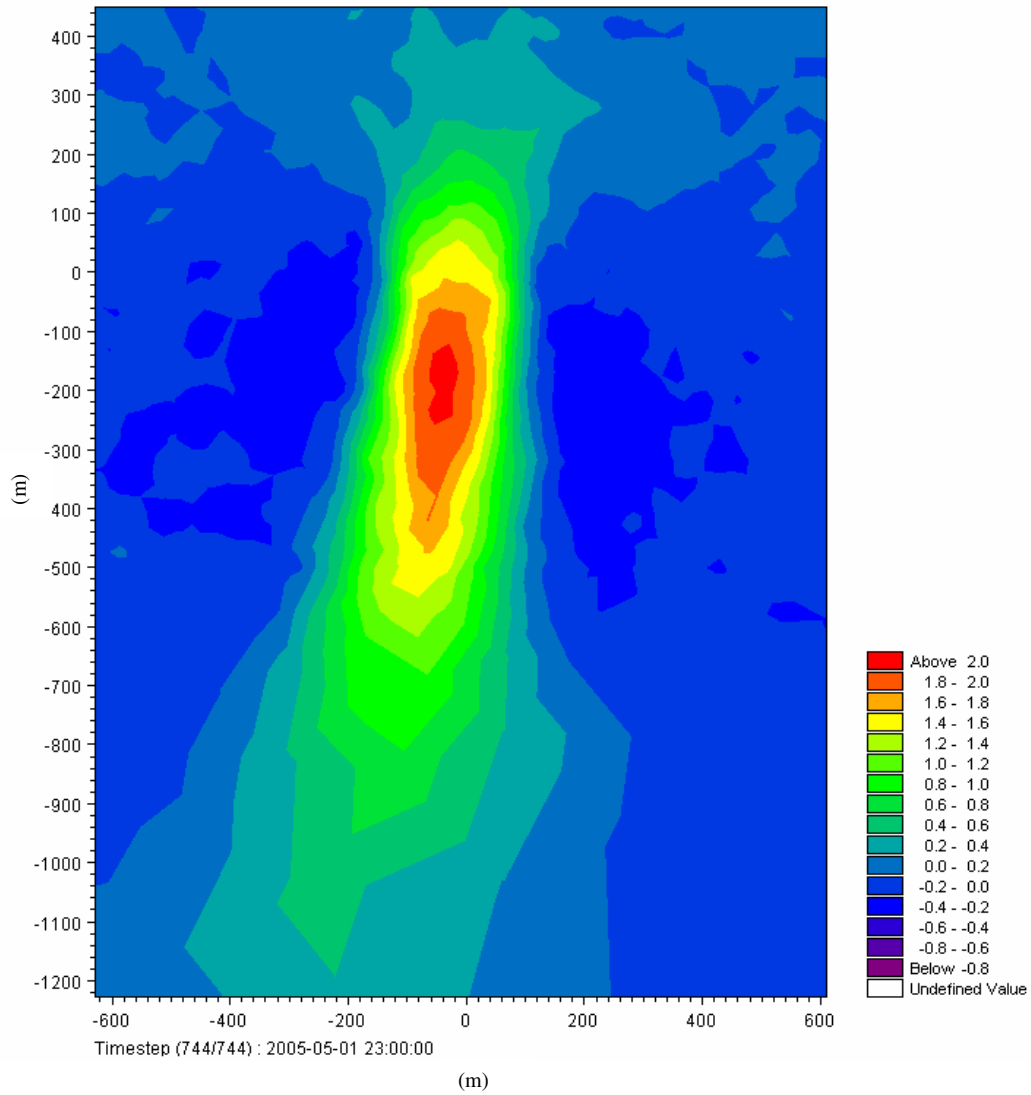 400
300
200
100
0
-100
-200
-300
400
-500
-600
-700
-800
-900
-1000
-1100
-1200
(m)
-600 -400 -200 0 200 400 600
Timestep (744/744) : 2005-05-01 23:00:00
(m)
Above 2.0
1.8 - 2.0
1.6 - 1.8
1.4 - 1.6
1.2 - 1.4
1.0 - 1.2
0.8 - 1.0
0.6 - 0.8
0.4 - 0.6
0.2 - 0.4
0.0 - 0.2
-0.2 - 0.0
-0.4 - -0.2
-0.6 - -0.4
-0.8 - -0.6
Below -0.8
Undefined Value